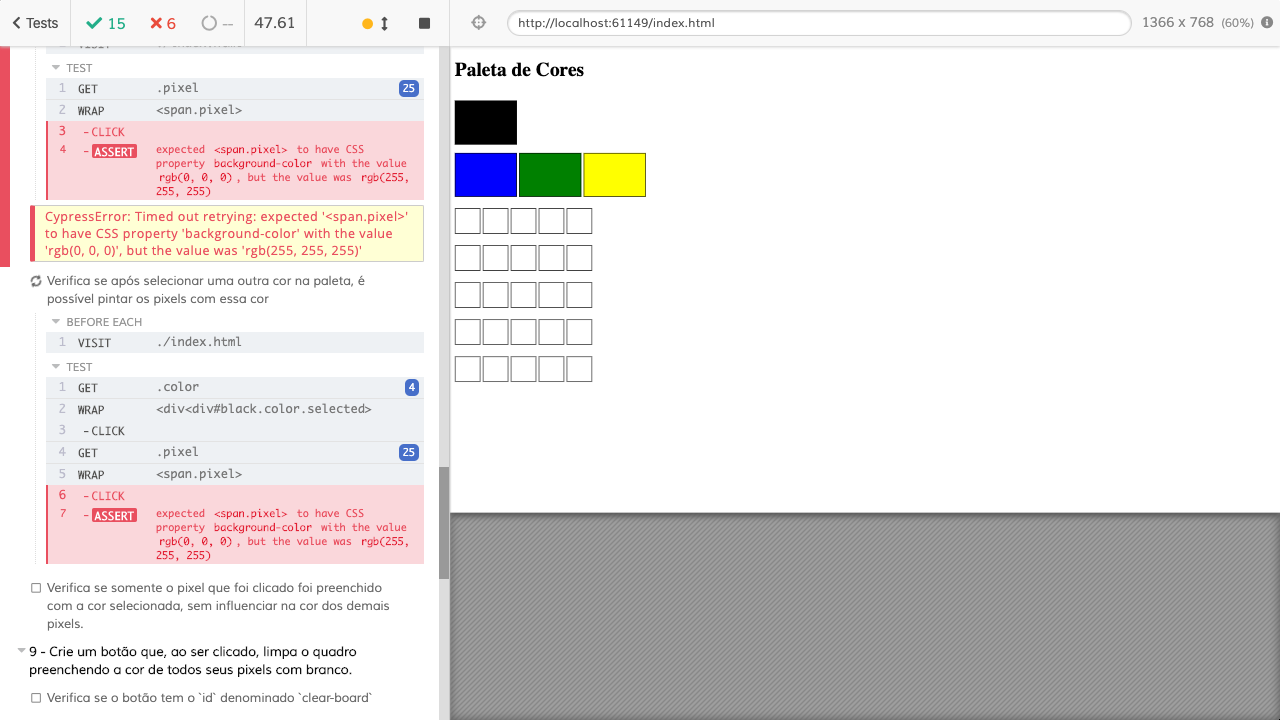 Tests 15 6 -- 47.61 http://localhost:61149/index.html 1366 x 768 (60%)
TEST
1 GET .pixel 25
2 WRAP <span.pixel>
3 -CLICK
4 -ASSERT expected <span.pixel> to have CSS
property background-color with the value
rgb(0, 0, 0), but the value was rgb(255,
255, 255)
CypressError: Timed out retrying: expected '<span.pixel>'
to have CSS property 'background-color' with the value
'rgb(0, 0, 0)', but the value was 'rgb(255, 255, 255)'
Verifica se após selecionar uma outra cor na paleta, é
possível pintar os pixels com essa cor
BEFORE EACH
1 VISIT ./index.html
TEST
1 GET .color 4
2 WRAP <div<div#black.color.selected>
3 -CLICK
4 GET .pixel 25
5 WRAP <span.pixel>
6 -CLICK
7 -ASSERT expected <span.pixel> to have CSS
property background-color with the value
rgb(0, 0, 0), but the value was rgb(255,
255, 255)
Verifica se somente o pixel que foi clicado foi preenchido
com a cor selecionada, sem influenciar na cor dos demais
pixels.
9 - Crie um botão que, ao ser clicado, limpa o quadro
preenchendo a cor de todos seus pixels com branco.
Verifica se o botão tem o `id` denominado `clear-board`
Paleta de Cores